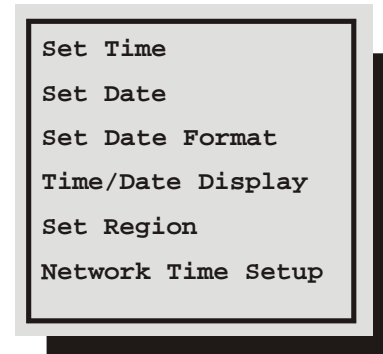 Set Time
Set Date
Set Date Format
Time/Date Display
Set Region
Network Time Setup